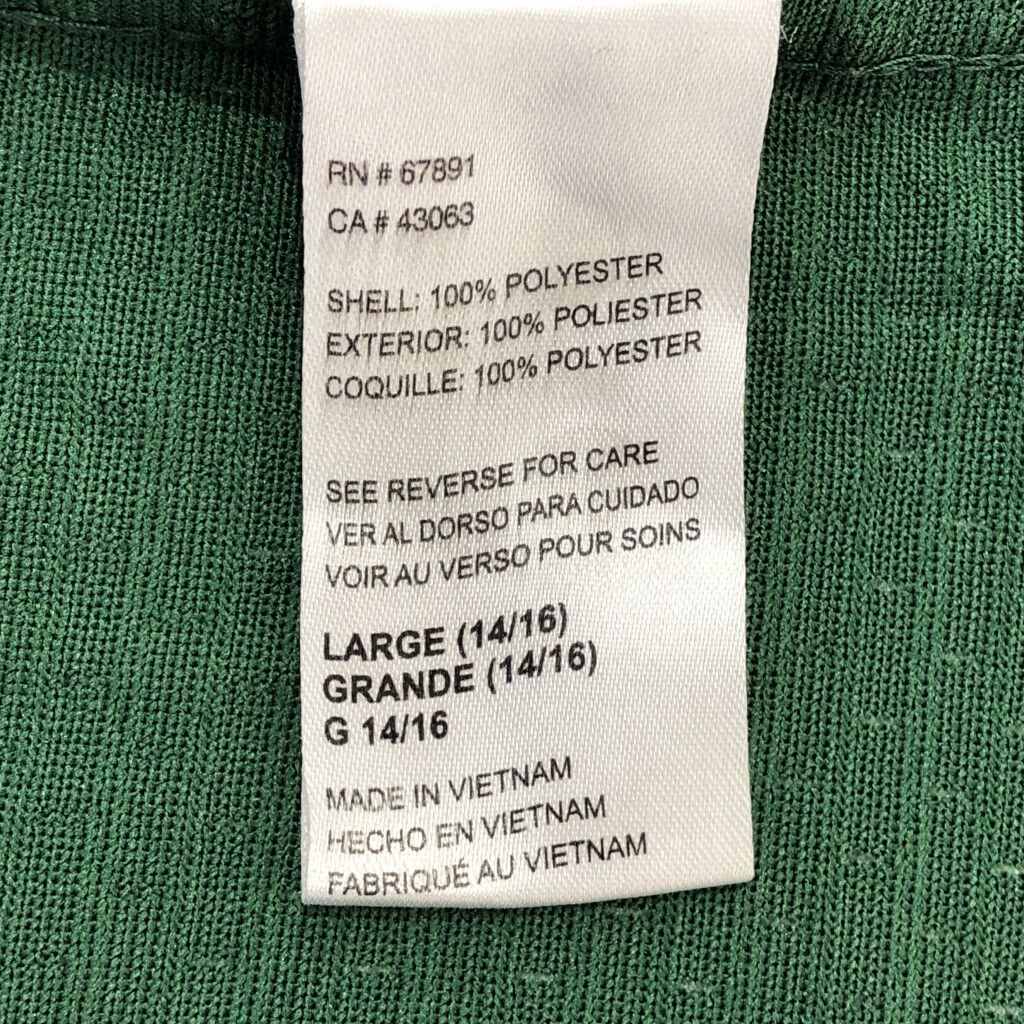 RN # 67891
CA # 43063
SHELL: 100% POLYESTER
EXTERIOR: 100% POLIESTER
COQUILLE: 100% POLYESTER
SEE REVERSE FOR CARE
VER AL DORSO PARA CUIDADO
VOIR AU VERSO POUR SOINS
LARGE (14/16)
GRANDE (14/16)
G 14/16
MADE IN VIETNAM
HECHO EN VIETNAM
FABRIQUÉ AU VIETNAM